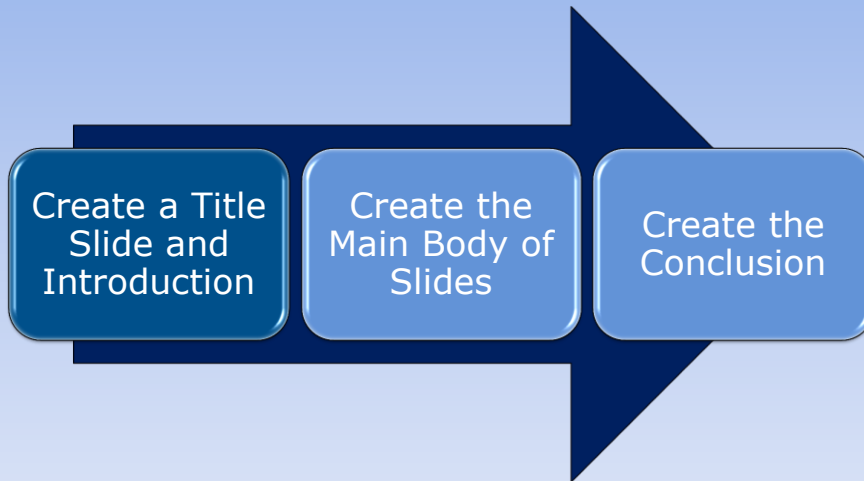 Create a Title
Slide and
Introduction
Create the
Main Body of
Slides
Create the
Conclusion